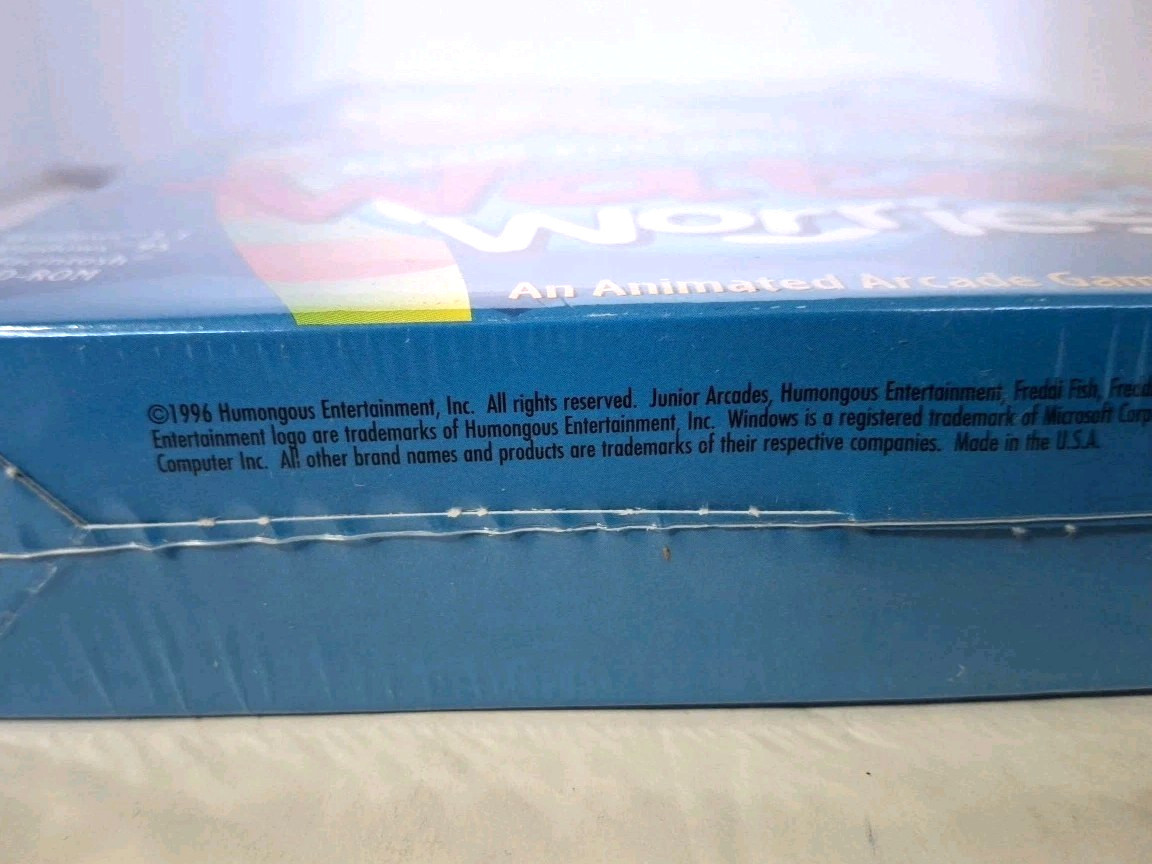 Worries
An Animated Arcade Gam
D-ROM
©1996 Humongous Entertainment, Inc. All rights reserved. Junior Arcades, Humongous Entertainment, Freddi Fish, Fred
Entertainment logo are trademarks of Humongous Entertainment, Inc. Windows is a registered trademark of Microsoft Corp
Computer Inc. All other brand names and products are trademarks of their respective companies. Made in the U.S.A.